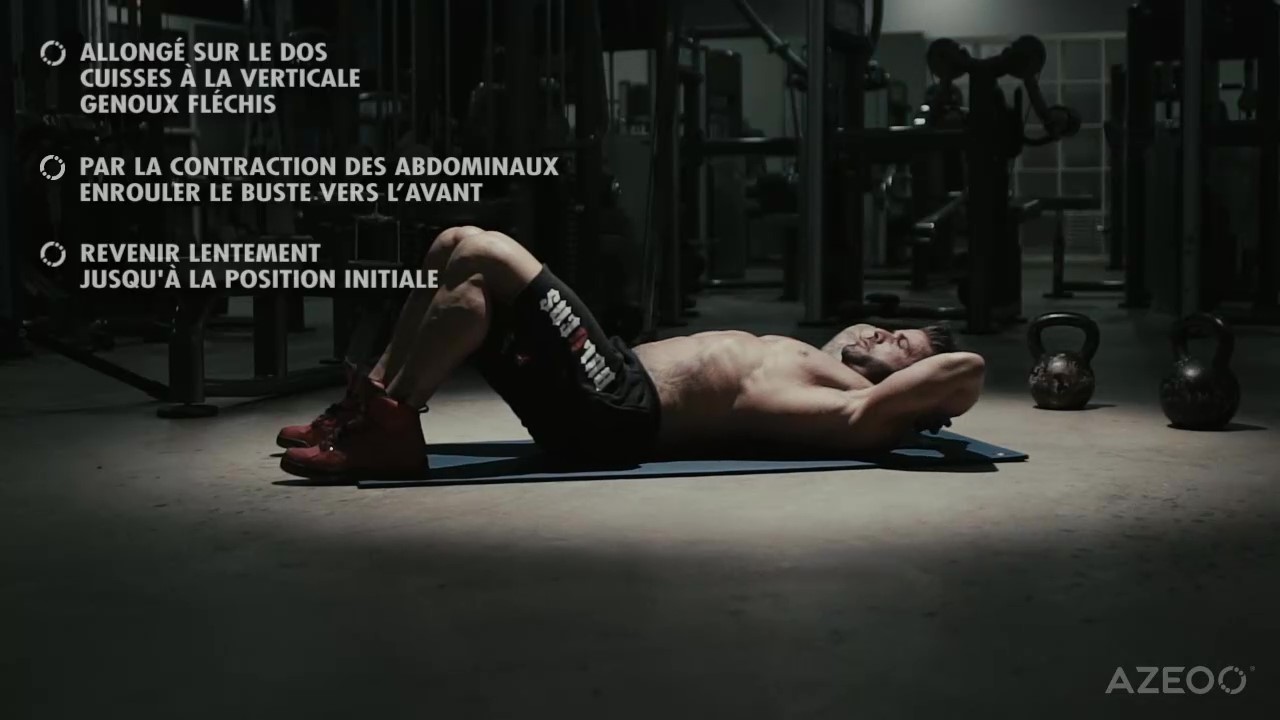 ALLONGÉ SUR LE DOS
CUISSES À LA VERTICALE
GENOUX FLÉCHIS
PAR LA CONTRACTION DES ABDOMINAUX
ENROULER LE BUSTE VERS L’AVANT
REVENIR LENTEMENT
JUSQU'À LA POSITION INITIALE
AZEOO